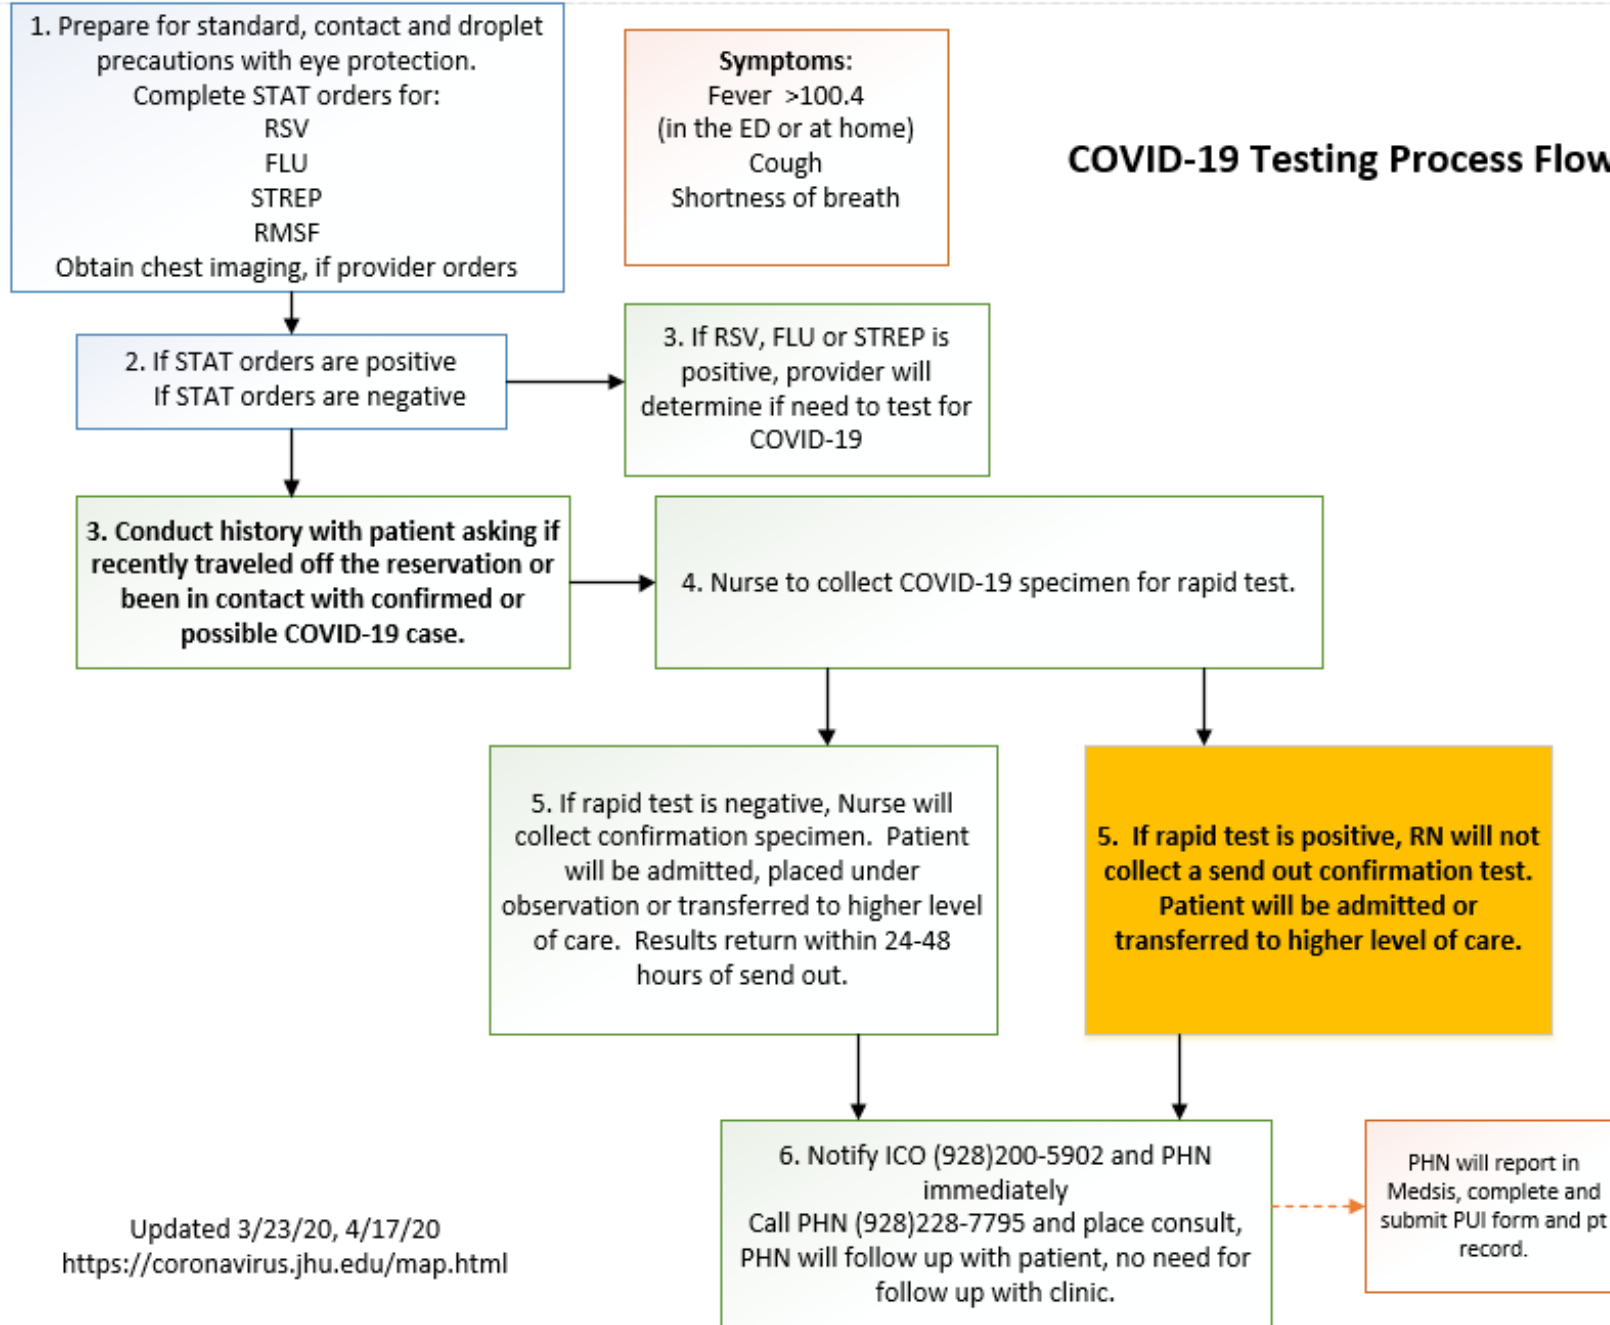 1. Prepare for standard, contact and droplet
precautions with eye protection.
Complete STAT orders for:
RSV
FLU
STREP
RMSF
Obtain chest imaging, if provider orders
Symptoms:
Fever >100.4
(in the ED or at home)
Cough
Shortness of breath
COVID-19 Testing Process Flow
2. If STAT orders are positive
If STAT orders are negative
3. If RSV, FLU or STREP is
positive, provider will
determine if need to test for
COVID-19
3. Conduct history with patient asking if
recently traveled off the reservation or
been in contact with confirmed or
possible COVID-19 case.
4. Nurse to collect COVID-19 specimen for rapid test.
5. If rapid test is negative, Nurse will
collect confirmation specimen. Patient
will be admitted, placed under
observation or transferred to higher level
of care. Results return within 24-48
hours of send out.
5. If rapid test is positive, RN will not
collect a send out confirmation test.
Patient will be admitted or
transferred to higher level of care.
6. Notify ICO (928)200-5902 and PHN
immediately
Call PHN (928)228-7795 and place consult,
PHN will follow up with patient, no need for
follow up with clinic.
PHN will report in
Medsis, complete and
submit PUI form and pt
record.
Updated 3/23/20, 4/17/20
https://coronavirus.jhu.edu/map.html